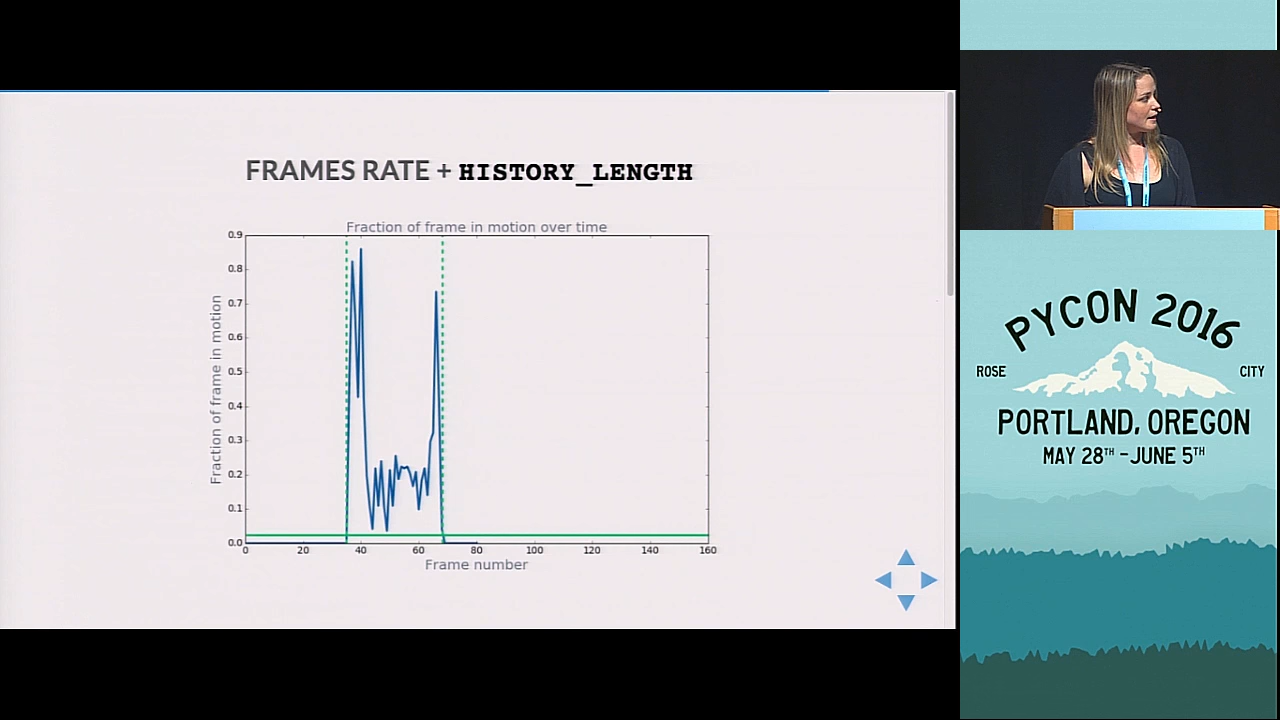 FRAMES RATE + HISTORY_LENGTH
Fraction of frame in motion over time
Fraction of frame in motion
0.9
0.8
0.7
0.6
0.5
0.4
0.3
0.2
0.1
0.0
0 20 40 60 80 100 120 140 160
Frame number
PYCON 2016
ROSE CITY
PORTLAND, OREGON
MAY 28TH - JUNE 5TH